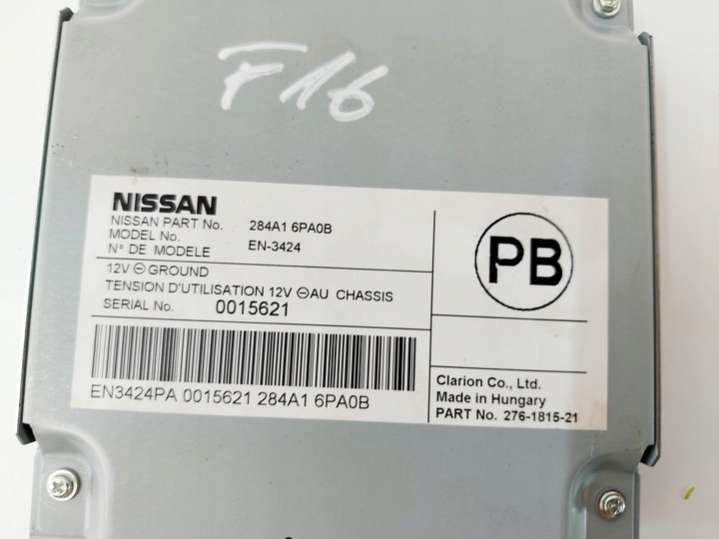 F16
NISSAN
NISSAN PART No. 284A1 6PA0B
MODEL No.
N° DE MODELE EN-3424
12V ⊖ GROUND
TENSION D'UTILISATION 12V ⊖AU CHASSIS
SERIAL No. 0015621
EN3424PA 0015621 284A1 6PA0B
PB
Clarion Co., Ltd.
Made in Hungary
PART No. 276-1815-21